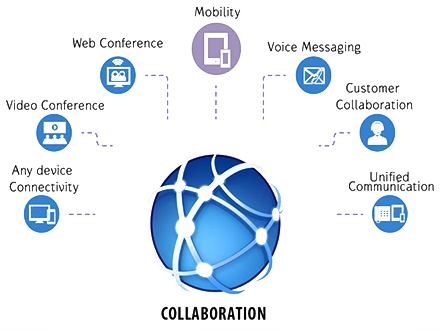 Mobility
Web Conference
Voice Messaging
Video Conference
Customer
Collaboration
Any device
Connectivity
Unified
Communication
COLLABORATION